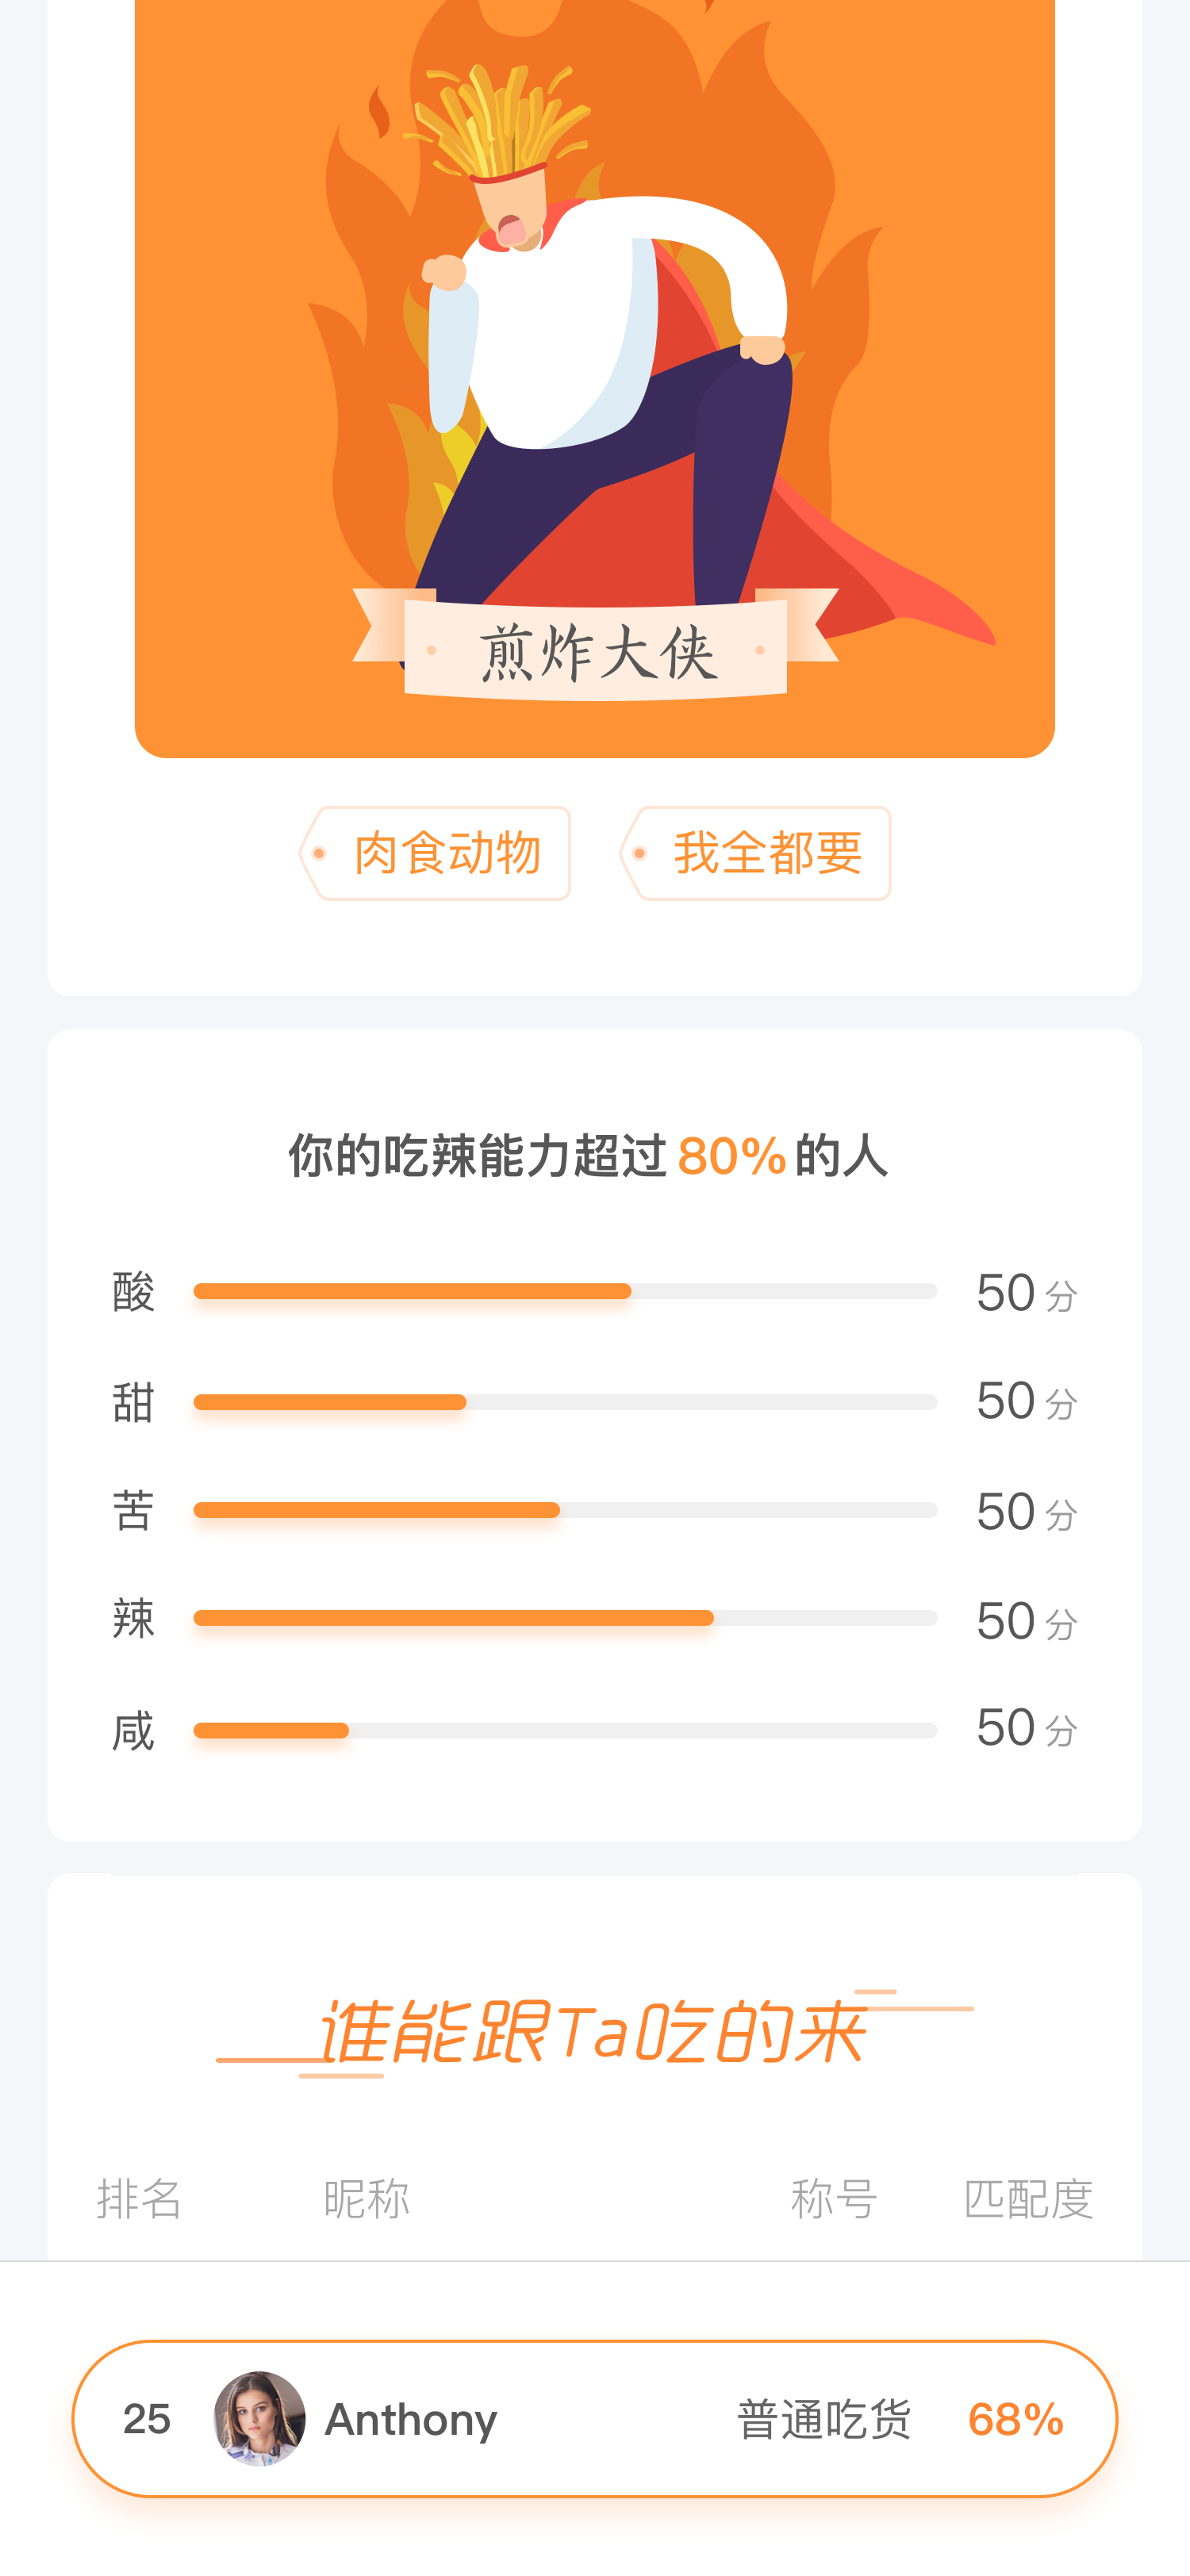 煎炸大侠
肉食动物 我全都要
你的吃辣能力超过 80% 的人
酸 50 分
甜 50 分
苦 50 分
辣 50 分
咸 50 分
谁能跟Ta吃的来
排名 昵称 称号 匹配度
25 Anthony 普通吃货 68%